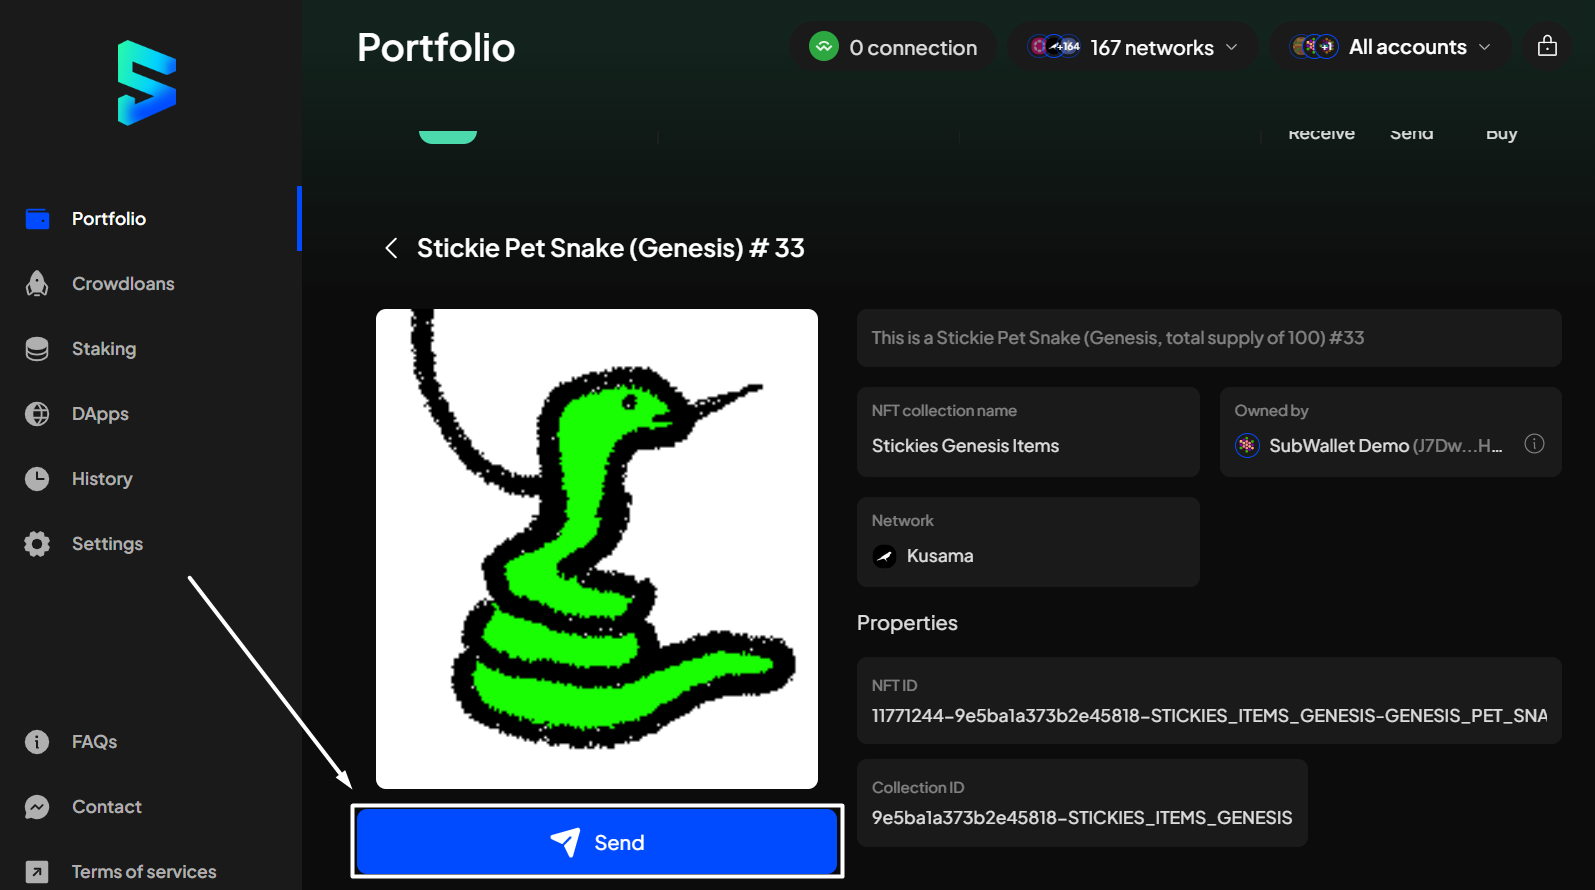 Portfolio
0 connection
+164
167 networks
+1
All accounts
Receive
Send
Buy
Portfolio
Crowdloans
Staking
DApps
History
Settings
FAQs
Contact
Terms of services
Stickie Pet Snake (Genesis) # 33
This is a Stickie Pet Snake (Genesis, total supply of 100) #33
NFT collection name
Stickies Genesis Items
Owned by
SubWallet Demo (J7Dw...H...
Network
Kusama
Properties
NFT ID
11771244-9e5ba1a373b2e45818-STICKIES_ITEMS_GENESIS-GENESIS_PET_SNA
Collection ID
9e5ba1a373b2e45818-STICKIES_ITEMS_GENESIS
Send